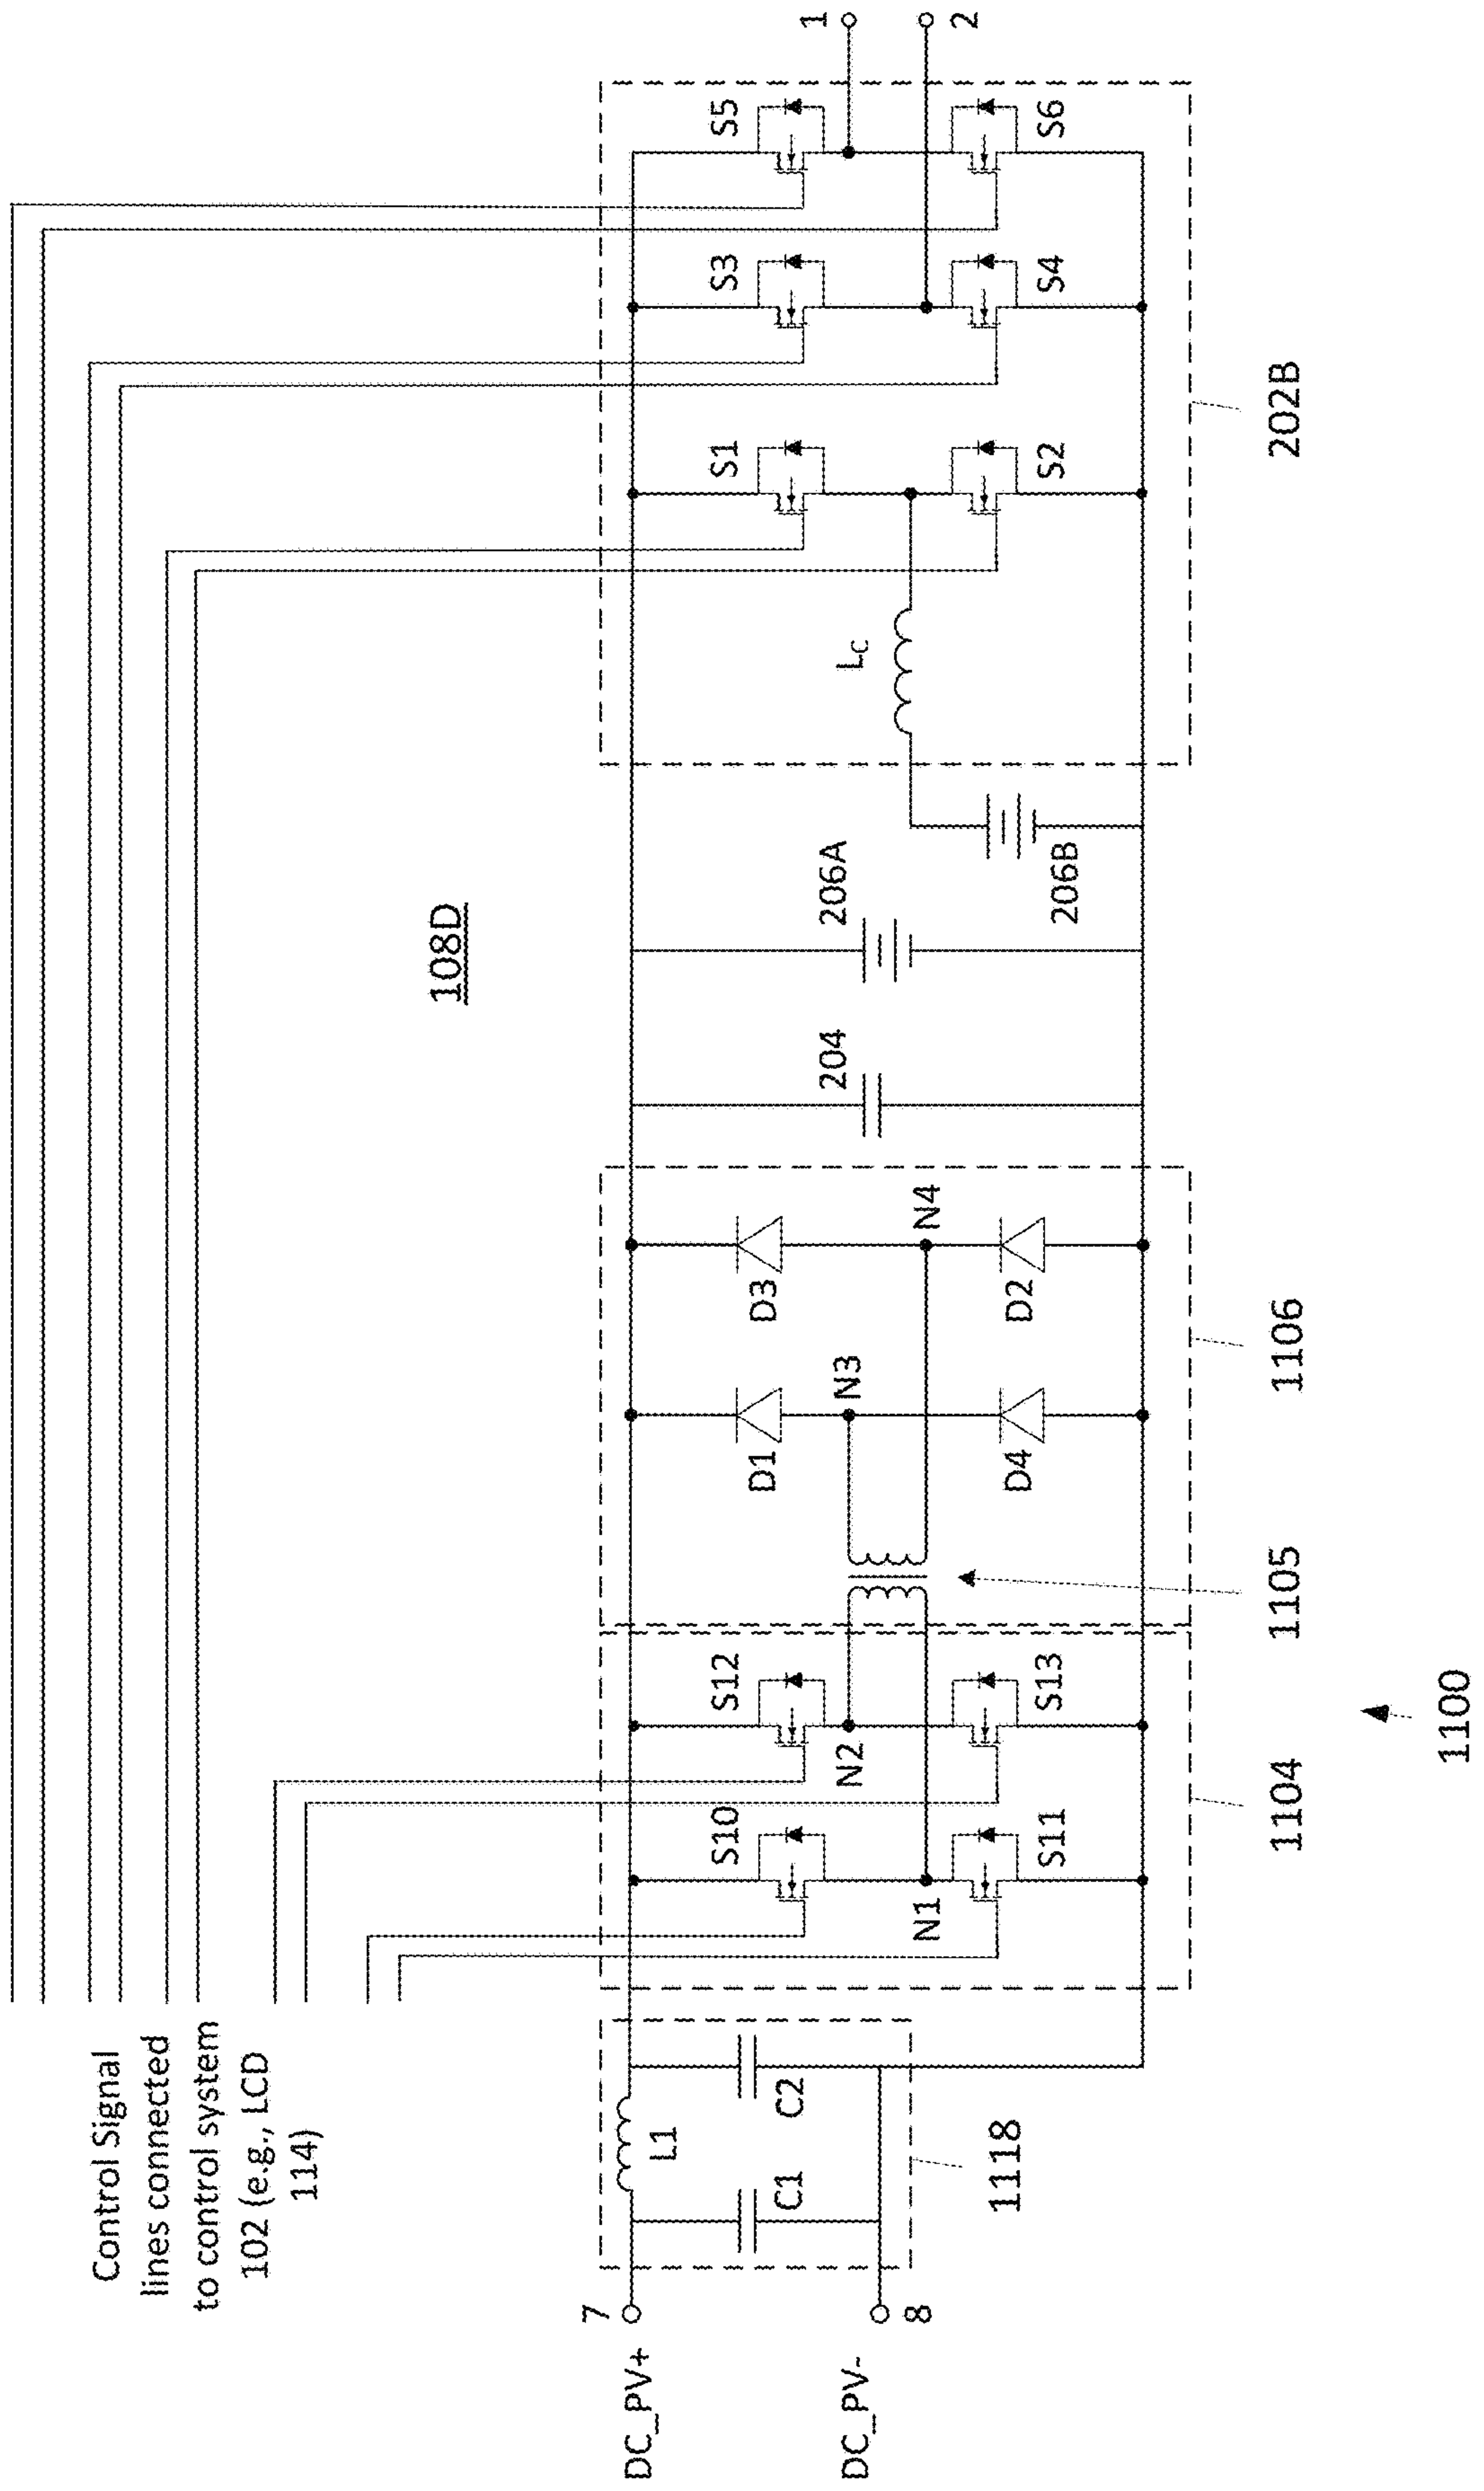 Control Signal
lines connected
to control system
102 (e.g., LCD
114)
108D
DC_PV+
7
DC_PV-
8
L1
C1
C2
1118
S10
S11
N1
S12
S13
N2
1104
1105
1100
D1
D4
N3
D3
D2
N4
1106
204
206A
206B
LC
S1
S2
S3
S4
S5
S6
202B
1
2